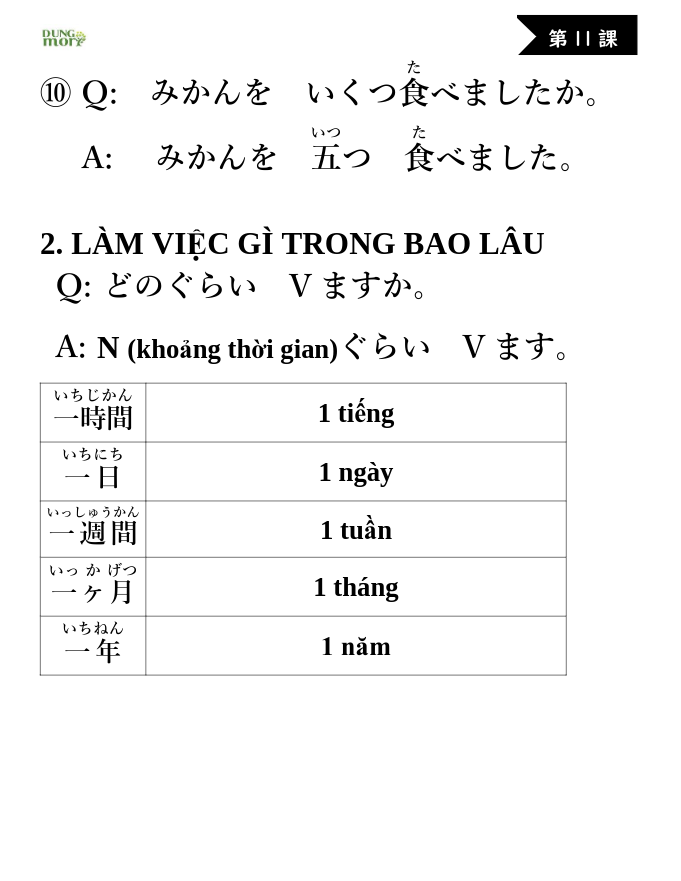 DUNG
mori
第11課
た
⑩ Q: みかんを いくつ食べましたか。
いつ た
A: みかんを 五つ 食べました。
2. LÀM VIỆC GÌ TRONG BAO LÂU
Q: どのぐらい V ますか。
A: N (khoảng thời gian)ぐらい V ます。
いちじかん
一時間 1 tiếng
いちにち
一日 1 ngày
いっしゅうかん
一週間 1 tuần
いっ か げつ
一ヶ月 1 tháng
いちねん
一年 1 năm